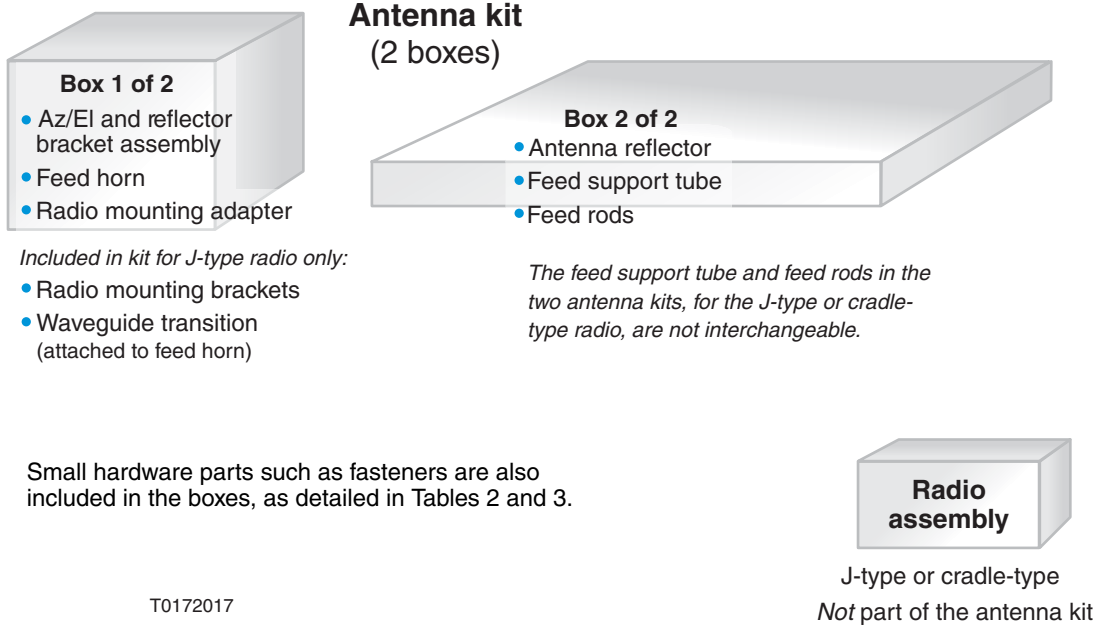 Antenna kit
(2 boxes)
Box 1 of 2
• Az/El and reflector
bracket assembly
• Feed horn
• Radio mounting adapter
Included in kit for J-type radio only:
• Radio mounting brackets
• Waveguide transition
(attached to feed horn)
Box 2 of 2
• Antenna reflector
• Feed support tube
• Feed rods
The feed support tube and feed rods in the
two antenna kits, for the J-type or cradle-
type radio, are not interchangeable.
Small hardware parts such as fasteners are also
included in the boxes, as detailed in Tables 2 and 3.
Radio
assembly
J-type or cradle-type
Not part of the antenna kit
T0172017